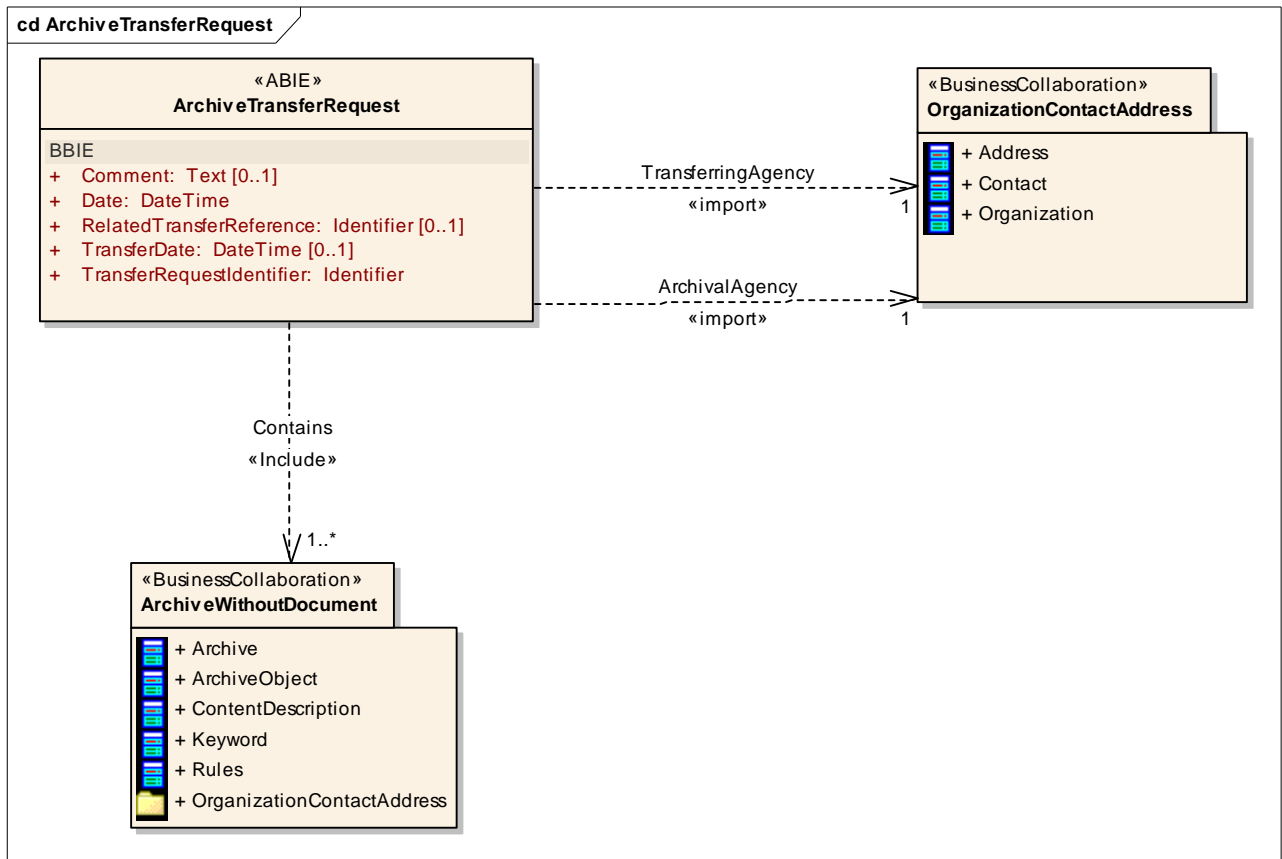 cd ArchiveTransferRequest
«ABIE»
ArchiveTransferRequest
BBIE
+ Comment: Text [0..1]
+ Date: DateTime
+ RelatedTransferReference: Identifier [0..1]
+ TransferDate: DateTime [0..1]
+ TransferRequestIdentifier: Identifier
TransferringAgency
«import»
1
ArchivalAgency
«import»
1
«BusinessCollaboration»
OrganizationContactAddress
+ Address
+ Contact
+ Organization
Contains
«Include»
1..*
«BusinessCollaboration»
ArchiveWithoutDocument
+ Archive
+ ArchiveObject
+ ContentDescription
+ Keyword
+ Rules
+ OrganizationContactAddress